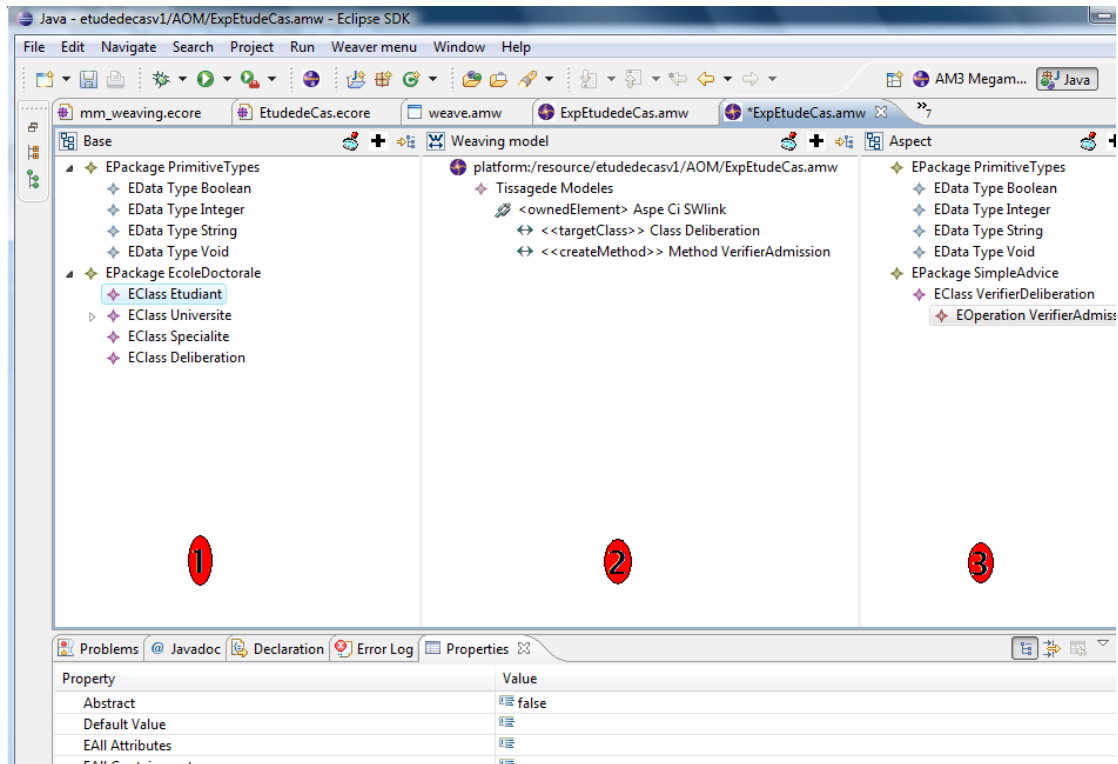 Java - etudedecasv1/AOM/ExpEtudeCas.amw - Eclipse SDK
File Edit Navigate Search Project Run Weaver menu Window Help
AM3 Megam... Java
mm_weaving.ecore EtudedeCas.ecore weave.amw ExpEtudedeCas.amw *ExpEtudeCas.amw »7
Base Weaving model Aspect
EPackage PrimitiveTypes platform:/resource/etudedecasv1/AOM/ExpEtudeCas.amw EPackage PrimitiveTypes
EData Type Boolean Tissagede Modeles EData Type Boolean
EData Type Integer <ownedElement> Aspe Ci SWlink EData Type Integer
EData Type String <<targetClass>> Class Deliberation EData Type String
EData Type Void <<createMethod>> Method VerifierAdmission EData Type Void
EPackage EcoleDoctorale EPackage SimpleAdvice
EClass Etudiant EClass VerifierDeliberation
EClass Universite EOperation VerifierAdmiss
EClass Specialite
EClass Deliberation
1 2 3
Problems @ Javadoc Declaration Error Log Properties
Property Value
Abstract false
Default Value
EAll Attributes